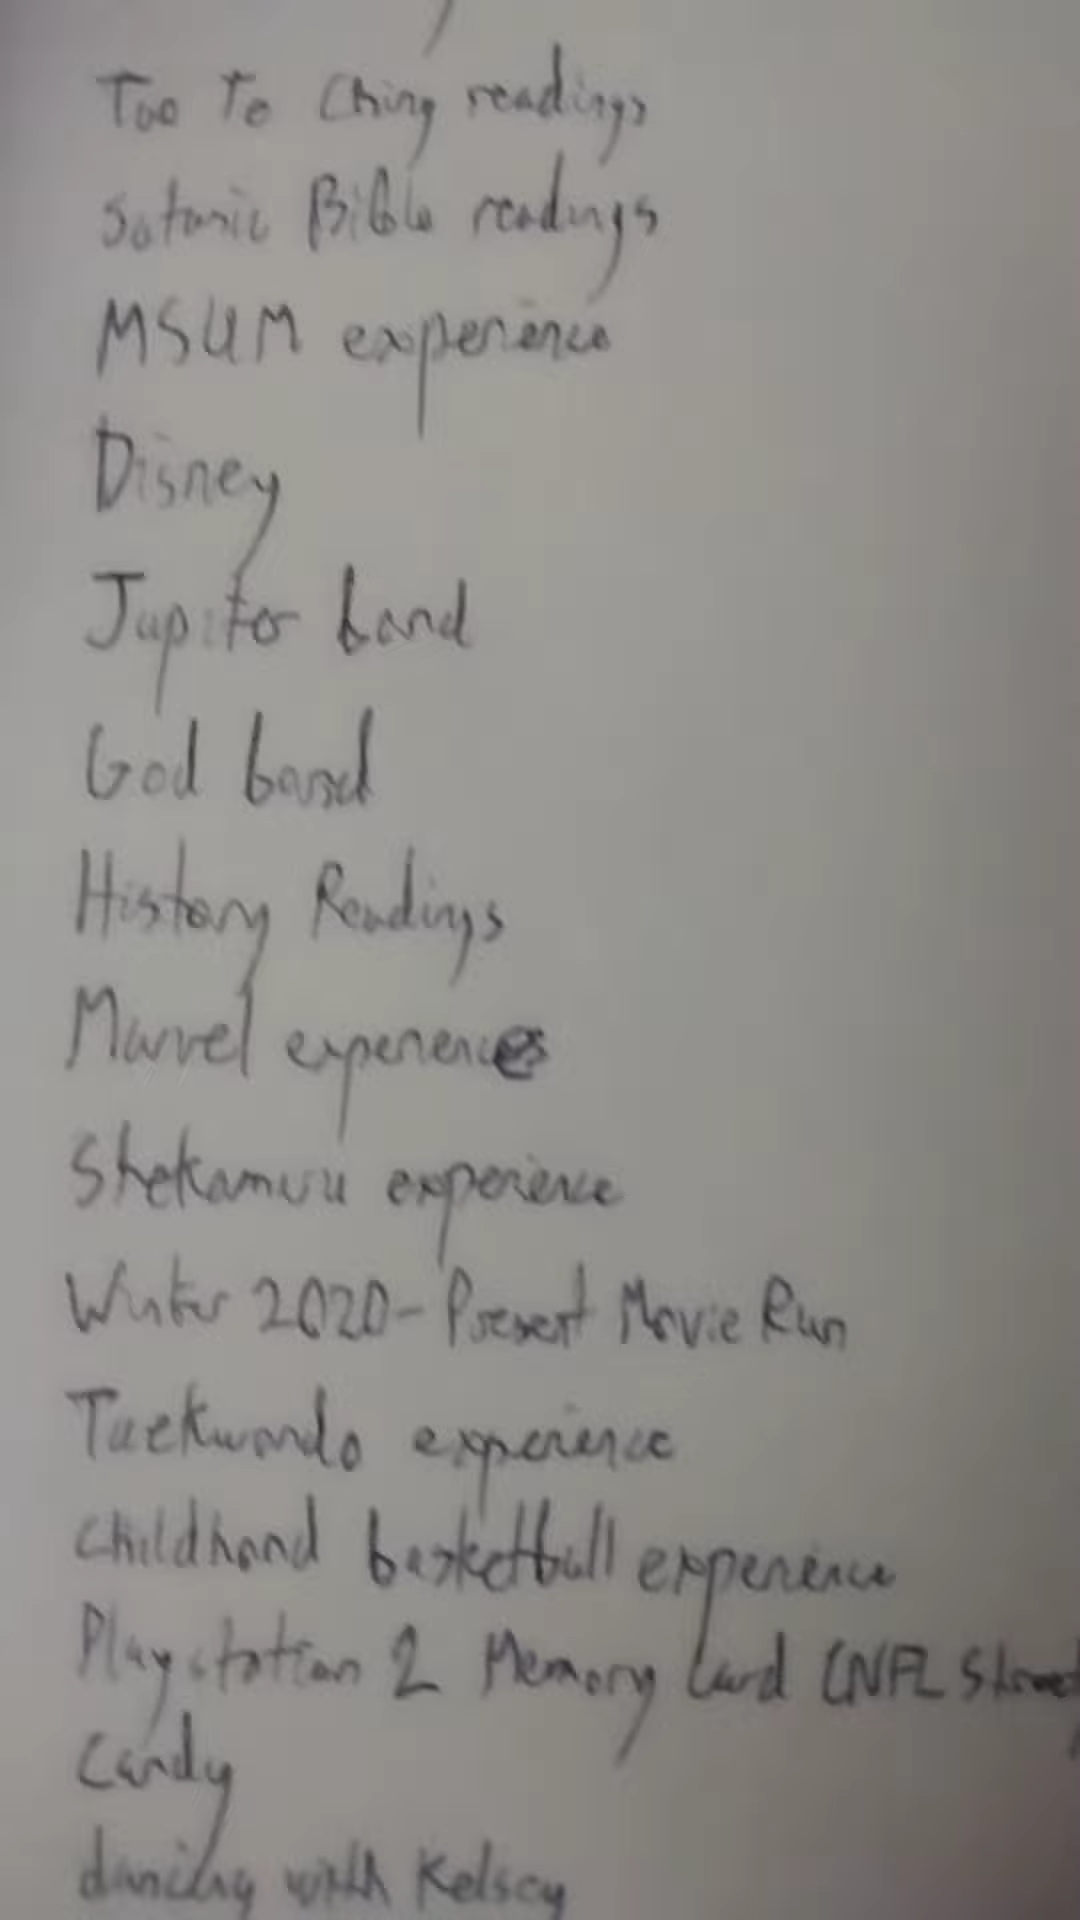 Tao Te Ching readings
Satanic Bible readings
MSUM experience
Disney
Jupiter band
God band
History Readings
Marvel experiences
experience
Winter 2020-Present Movie Run
Taekwondo experience
childhood basketball experience
Playstation 2 Memory Card (NFL Street
Candy
dancing with Kelsey